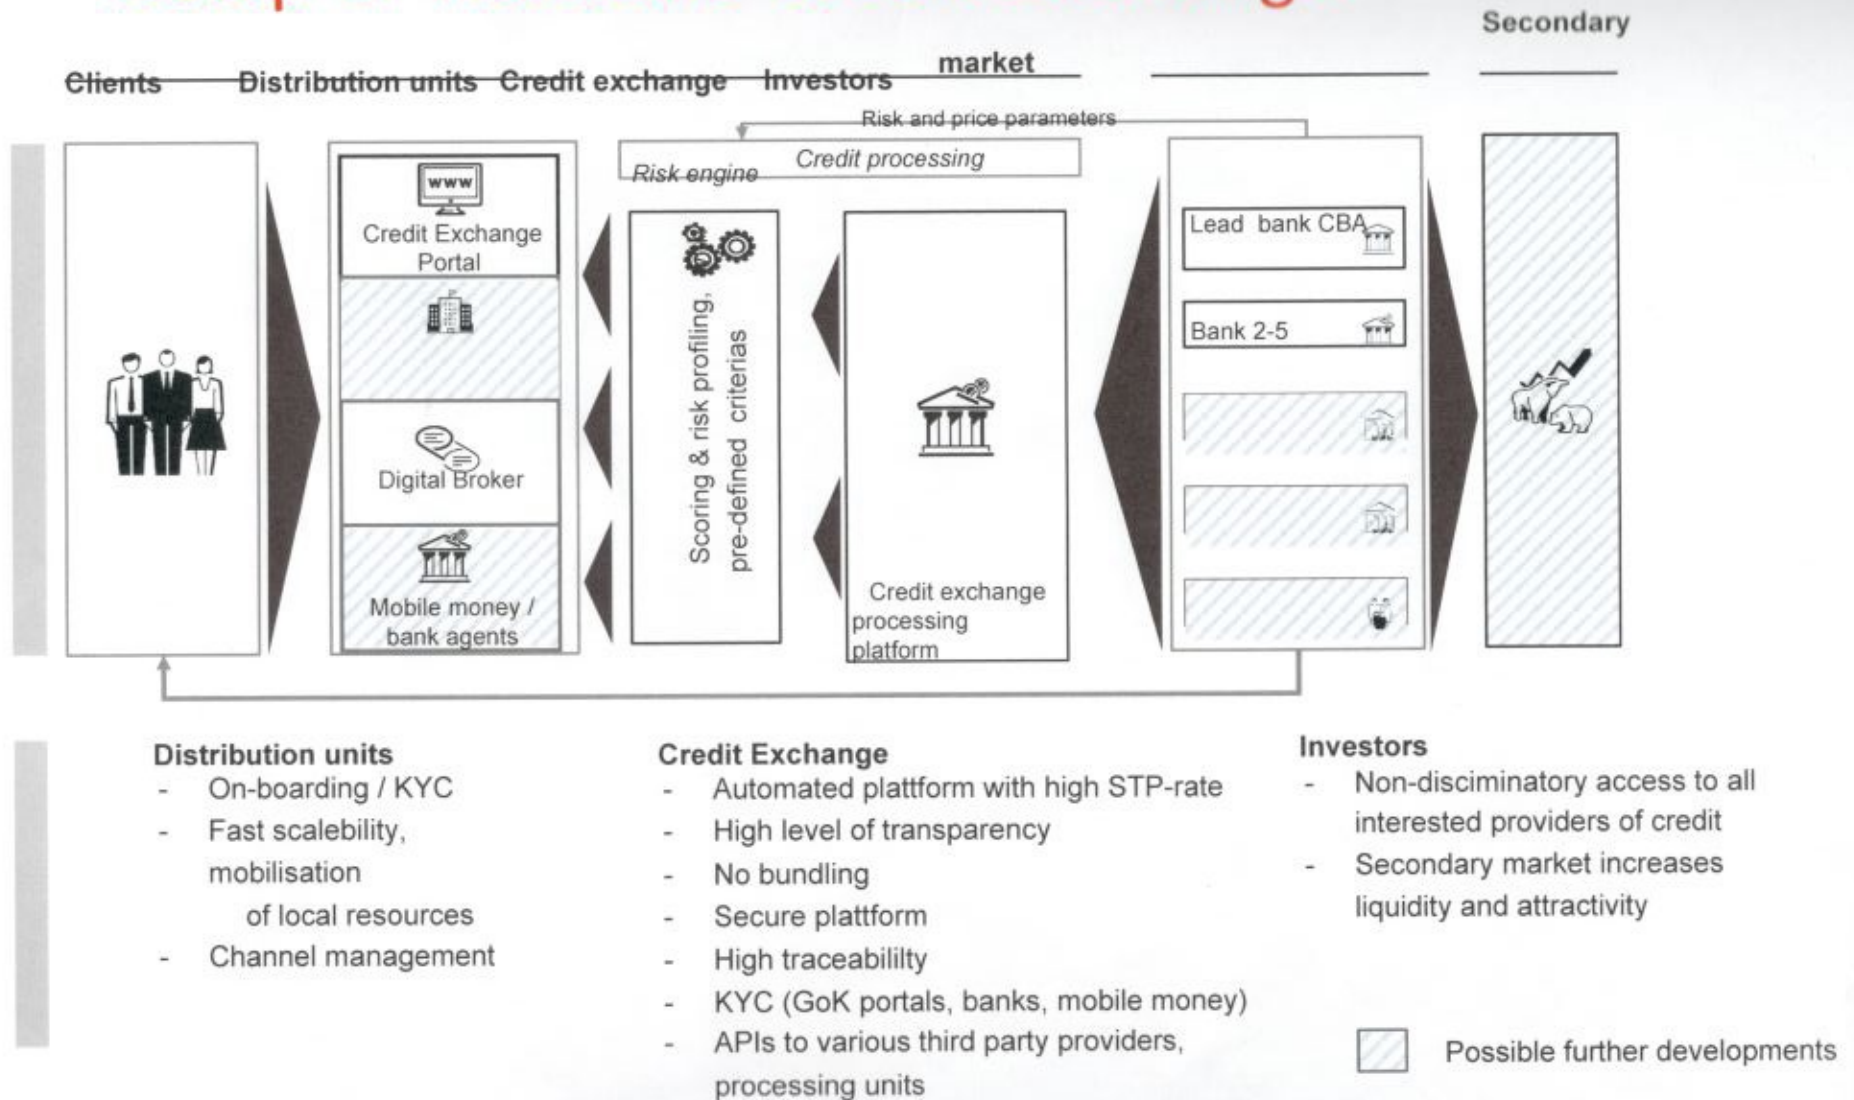 Secondary
market
Clients Distribution units Credit exchange Investors
Risk and price parameters
Credit processing
Risk engine
www
Credit Exchange
Portal
Digital Broker
Mobile money /
bank agents
Scoring & risk profiling,
pre-defined criterias
Credit exchange
processing
platform
Lead bank CBA
Bank 2-5
Distribution units
- On-boarding / KYC
- Fast scalebility,
mobilisation
of local resources
- Channel management
Credit Exchange
- Automated plattform with high STP-rate
- High level of transparency
- No bundling
- Secure plattform
- High traceabililty
- KYC (GoK portals, banks, mobile money)
- APIs to various third party providers,
processing units
Investors
- Non-disciminatory access to all
interested providers of credit
- Secondary market increases
liquidity and attractivity
Possible further developments